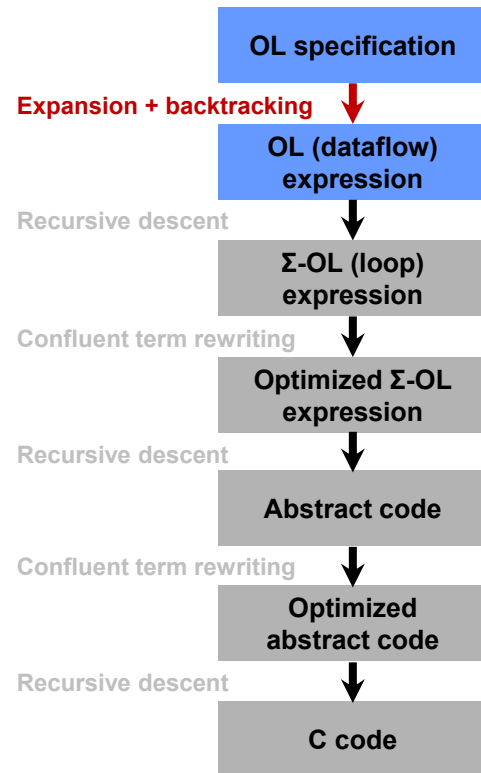 OL specification
Expansion + backtracking
OL (dataflow)
expression
Recursive descent
Σ-OL (loop)
expression
Confluent term rewriting
Optimized Σ-OL
expression
Recursive descent
Abstract code
Confluent term rewriting
Optimized
abstract code
Recursive descent
C code